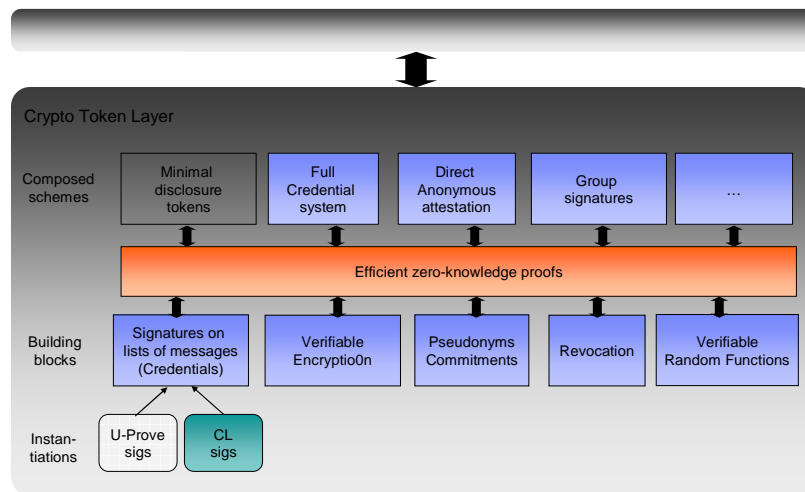 Crypto Token Layer
Composed
schemes
Minimal
disclosure
tokens
Full
Credential
system
Direct
Anonymous
attestation
Group
signatures
…
Efficient zero-knowledge proofs
Building
blocks
Signatures on
lists of messages
(Credentials)
Verifiable
Encryptio0n
Pseudonyms
Commitments
Revocation
Verifiable
Random Functions
Instan-
tiations
U-Prove
sigs
CL
sigs